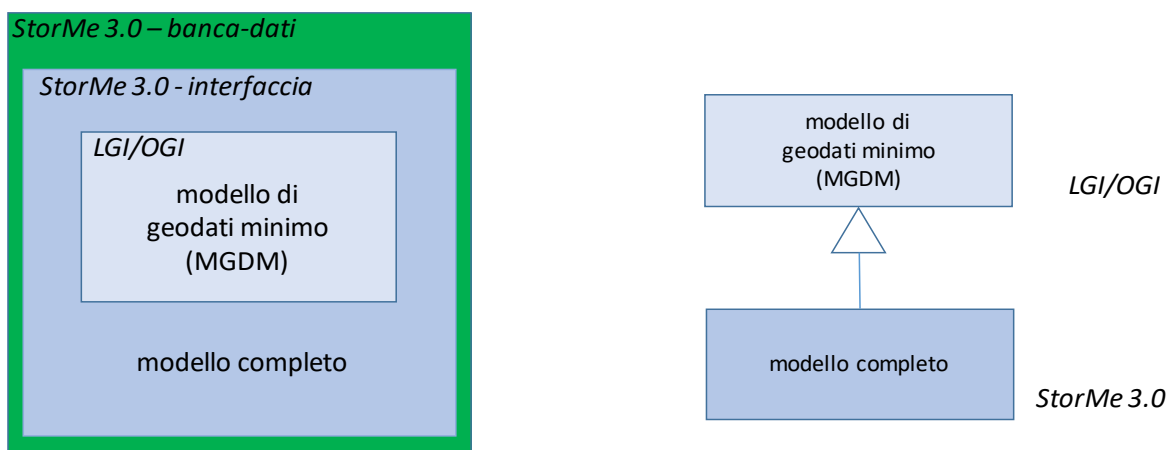 StorMe 3.0 – banca-dati
StorMe 3.0 - interfaccia
LGI/OGI
modello di
geodati minimo
(MGDM)
modello completo
modello di
geodati minimo
(MGDM)
LGI/OGI
modello completo
StorMe 3.0